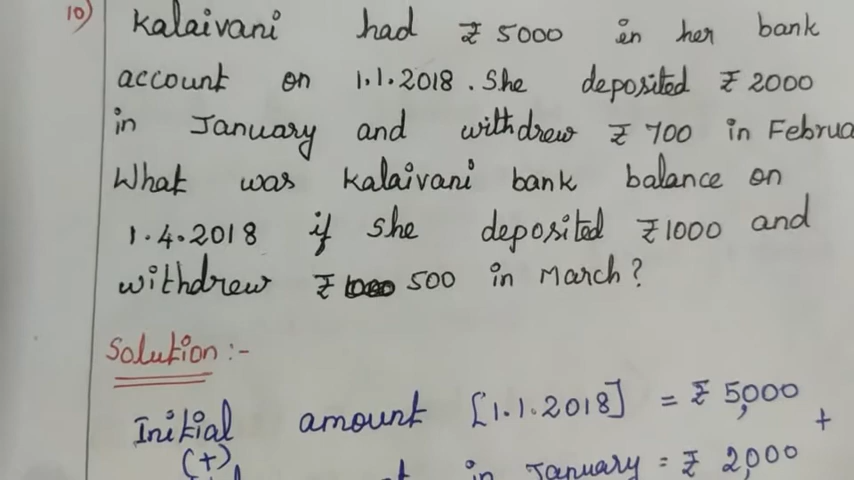 10) Kalaivani had ₹ 5000 in her bank
account on 1.1.2018. She deposited ₹ 2000
in January and withdrew ₹ 700 in Februa
What was Kalaivani bank balance on
1.4.2018 if she deposited ₹1000 and
withdrew ₹ 500 in March?
Solution :-
Initial amount [1.1.2018] = ₹ 5,000 +
(+)
in January = ₹ 2,000